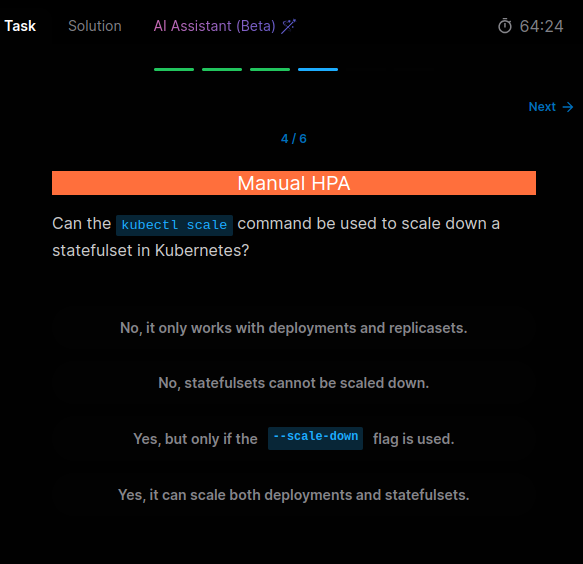 Task Solution AI Assistant (Beta) 64:24
Next →
4 / 6
Manual HPA
Can the kubectl scale command be used to scale down a
statefulset in Kubernetes?
No, it only works with deployments and replicasets.
No, statefulsets cannot be scaled down.
Yes, but only if the --scale-down flag is used.
Yes, it can scale both deployments and statefulsets.